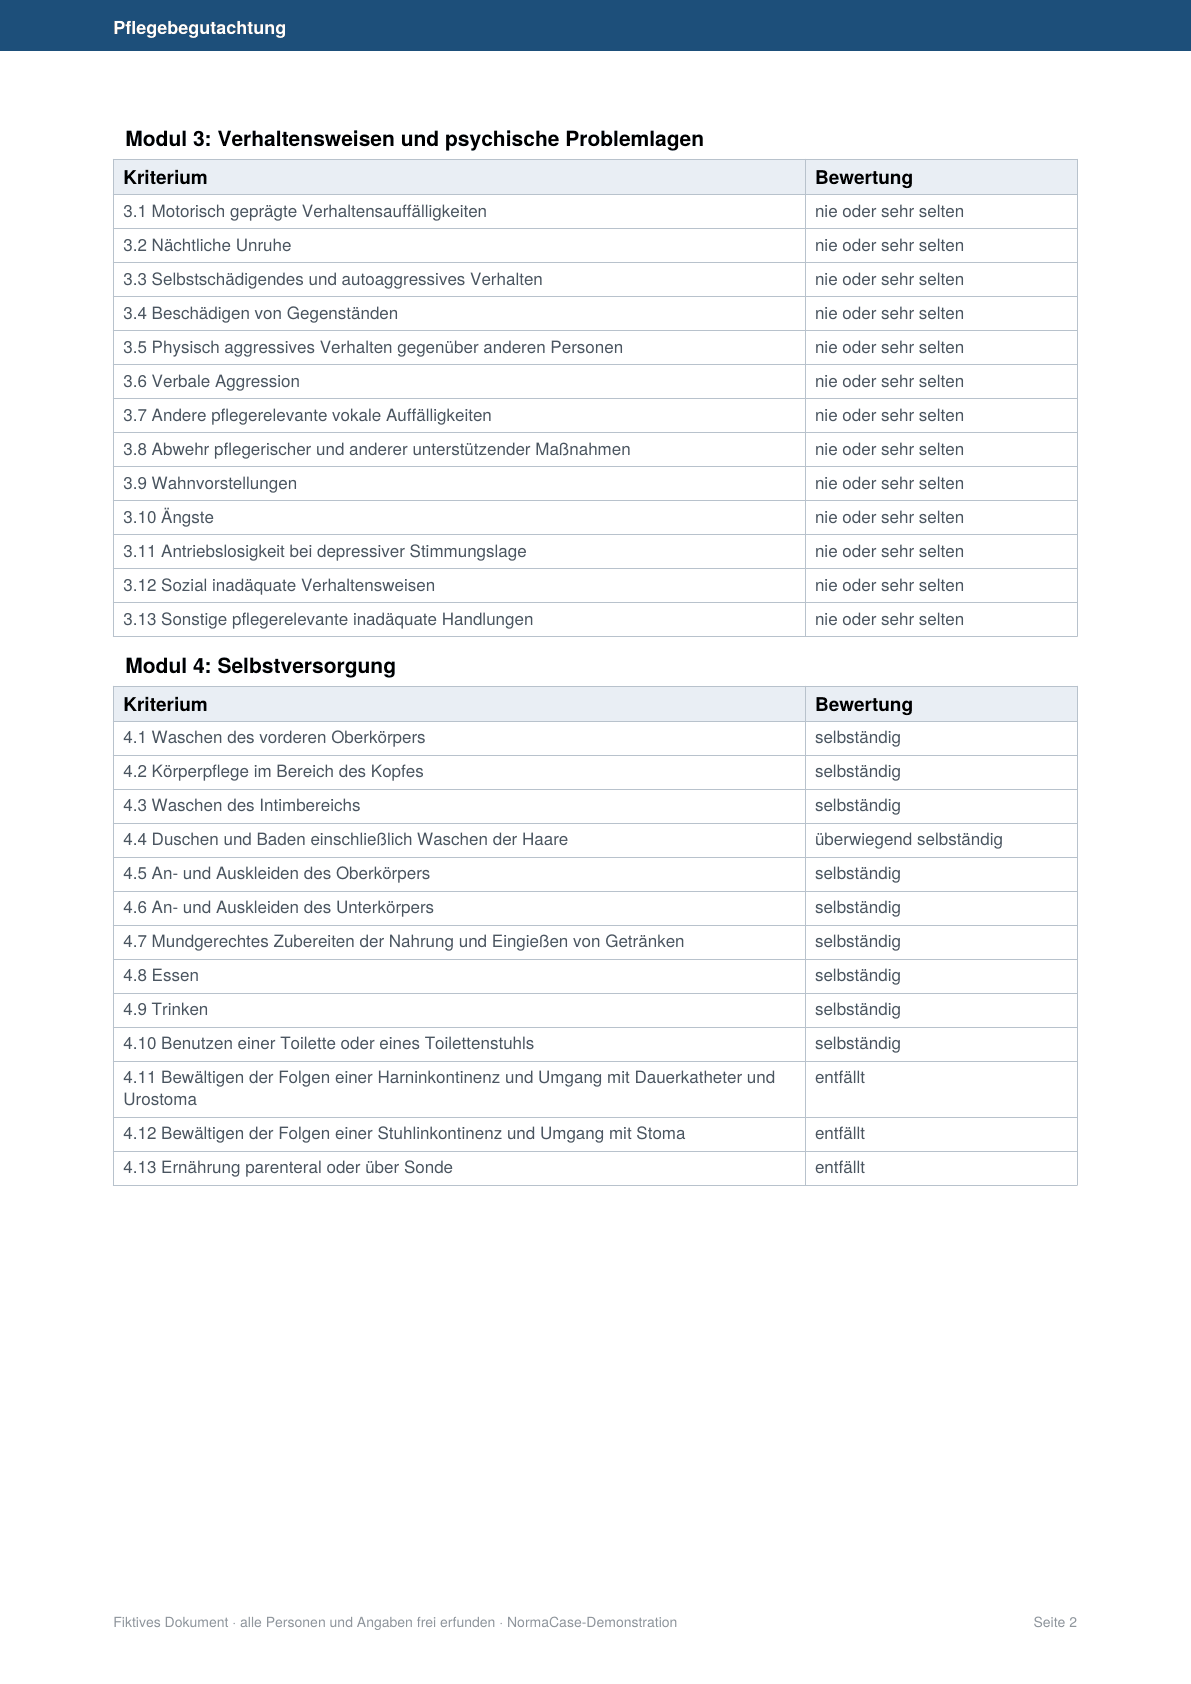 Pflegebegutachtung
Modul 3: Verhaltensweisen und psychische Problemlagen
Kriterium Bewertung
3.1 Motorisch geprägte Verhaltensauffälligkeiten nie oder sehr selten
3.2 Nächtliche Unruhe nie oder sehr selten
3.3 Selbstschädigendes und autoaggressives Verhalten nie oder sehr selten
3.4 Beschädigen von Gegenständen nie oder sehr selten
3.5 Physisch aggressives Verhalten gegenüber anderen Personen nie oder sehr selten
3.6 Verbale Aggression nie oder sehr selten
3.7 Andere pflegerelevante vokale Auffälligkeiten nie oder sehr selten
3.8 Abwehr pflegerischer und anderer unterstützender Maßnahmen nie oder sehr selten
3.9 Wahnvorstellungen nie oder sehr selten
3.10 Ängste nie oder sehr selten
3.11 Antriebslosigkeit bei depressiver Stimmungslage nie oder sehr selten
3.12 Sozial inadäquate Verhaltensweisen nie oder sehr selten
3.13 Sonstige pflegerelevante inadäquate Handlungen nie oder sehr selten
Modul 4: Selbstversorgung
Kriterium Bewertung
4.1 Waschen des vorderen Oberkörpers selbständig
4.2 Körperpflege im Bereich des Kopfes selbständig
4.3 Waschen des Intimbereichs selbständig
4.4 Duschen und Baden einschließlich Waschen der Haare überwiegend selbständig
4.5 An- und Auskleiden des Oberkörpers selbständig
4.6 An- und Auskleiden des Unterkörpers selbständig
4.7 Mundgerechtes Zubereiten der Nahrung und Eingießen von Getränken selbständig
4.8 Essen selbständig
4.9 Trinken selbständig
4.10 Benutzen einer Toilette oder eines Toilettenstuhls selbständig
4.11 Bewältigen der Folgen einer Harninkontinenz und Umgang mit Dauerkatheter und entfällt
Urostoma
4.12 Bewältigen der Folgen einer Stuhlinkontinenz und Umgang mit Stoma entfällt
4.13 Ernährung parenteral oder über Sonde entfällt
Fiktives Dokument · alle Personen und Angaben frei erfunden · NormaCase-Demonstration Seite 2